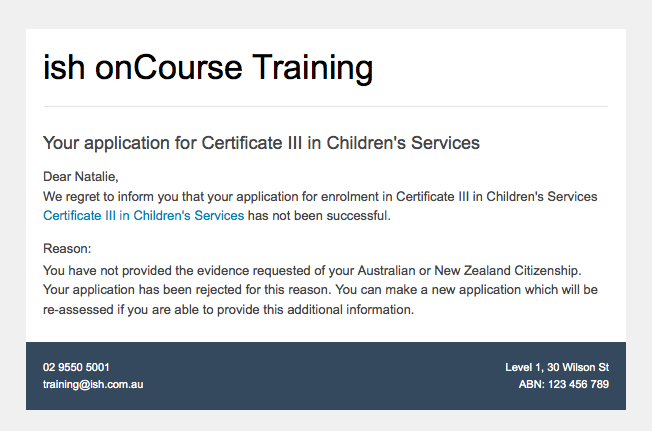 ish onCourse Training
Your application for Certificate III in Children's Services
Dear Natalie,
We regret to inform you that your application for enrolment in Certificate III in Children's Services
Certificate III in Children's Services has not been successful.
Reason:
You have not provided the evidence requested of your Australian or New Zealand Citizenship.
Your application has been rejected for this reason. You can make a new application which will be
re-assessed if you are able to provide this additional information.
02 9550 5001
training@ish.com.au
Level 1, 30 Wilson St
ABN: 123 456 789